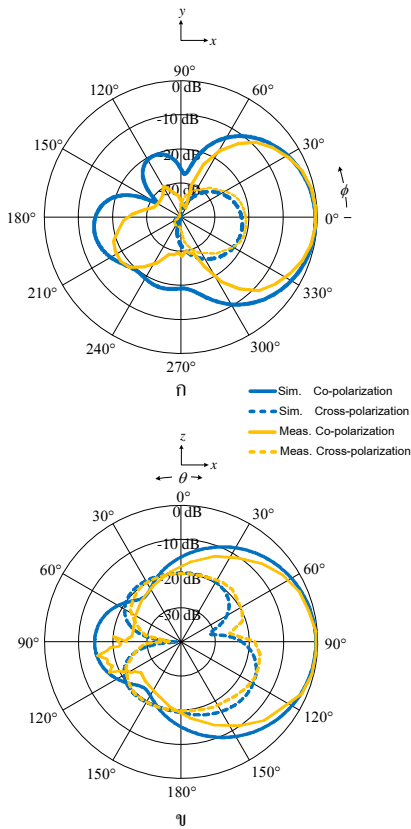 y
x
90°
0 dB
120°
60°
-10
dB
150°
30°
-20
dB
-30
dB
ϕ
180°
0°
210°
330°
240°
300°
270°
ก
Sim. Co-polarization
Sim. Cross-polarization
Meas. Co-polarization
Meas. Cross-polarization
z
x
θ
0°
0 dB
30°
30°
-10
dB
60°
60°
-20
dB
-30
dB
90°
90°
120°
120°
150°
150°
180°
ข